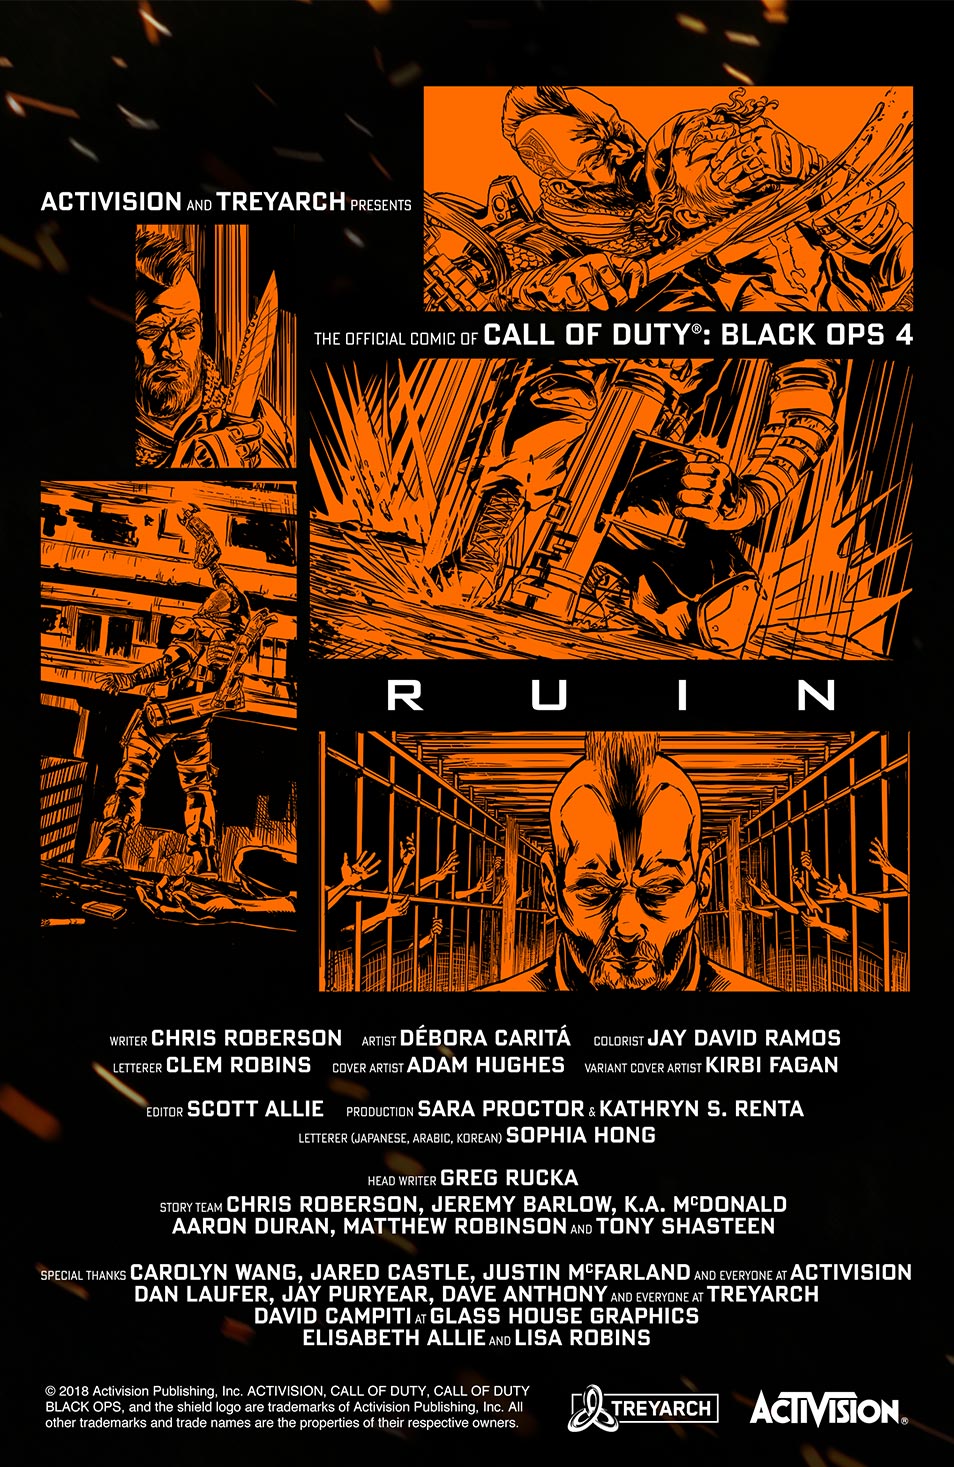 ACTIVISION AND TREYARCH PRESENTS
THE OFFICIAL COMIC OF CALL OF DUTY®: BLACK OPS 4
RUIN
WRITER CHRIS ROBERSON ARTIST DÉBORA CARITÁ COLORIST JAY DAVID RAMOS
LETTERER CLEM ROBINS COVER ARTIST ADAM HUGHES VARIANT COVER ARTIST KIRBI FAGAN
EDITOR SCOTT ALLIE PRODUCTION SARA PROCTOR & KATHRYN S. RENTA
LETTERER (JAPANESE, ARABIC, KOREAN) SOPHIA HONG
HEAD WRITER GREG RUCKA
STORY TEAM CHRIS ROBERSON, JEREMY BARLOW, K.A. McDONALD
AARON DURAN, MATTHEW ROBINSON AND TONY SHASTEEN
SPECIAL THANKS CAROLYN WANG, JARED CASTLE, JUSTIN McFARLAND AND EVERYONE AT ACTIVISION
DAN LAUFER, JAY PURYEAR, DAVE ANTHONY AND EVERYONE AT TREYARCH
DAVID CAMPITI AT GLASS HOUSE GRAPHICS
ELISABETH ALLIE AND LISA ROBINS
© 2018 Activision Publishing, Inc. ACTIVISION, CALL OF DUTY, CALL OF DUTY
BLACK OPS, and the shield logo are trademarks of Activision Publishing, Inc. All
other trademarks and trade names are the properties of their respective owners.
TREYARCH
ACTIVISION®